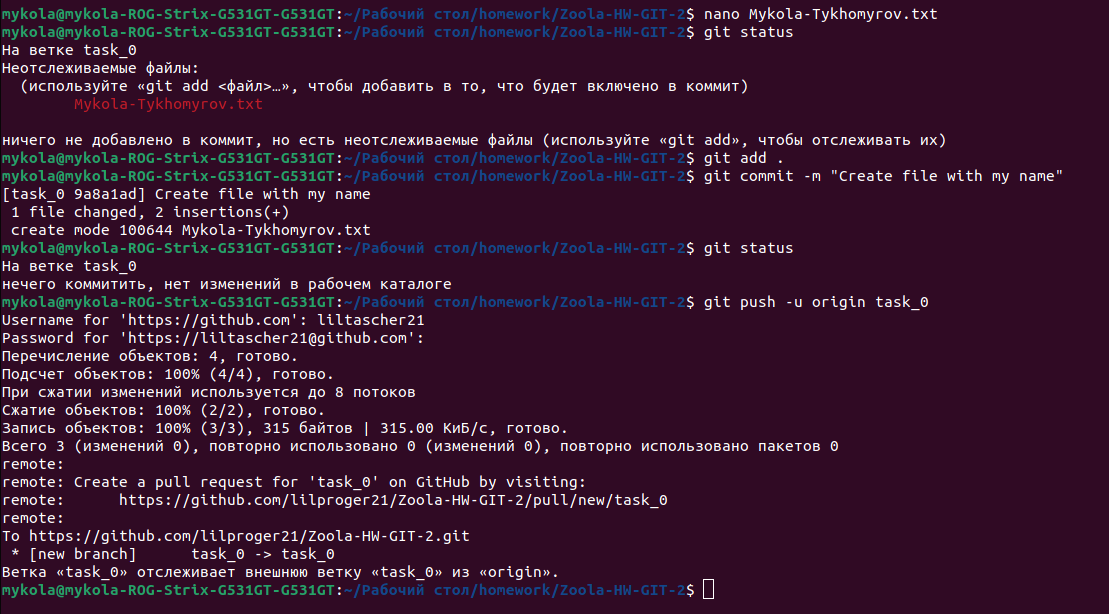 mykola@mykola-ROG-Strix-G531GT-G531GT:~/Рабочий стол/homework/Zoola-HW-GIT-2$ nano Mykola-Tykhomyrov.txt
mykola@mykola-ROG-Strix-G531GT-G531GT:~/Рабочий стол/homework/Zoola-HW-GIT-2$ git status
На ветке task_0
Неотслеживаемые файлы:
  (используйте «git add <файл>…», чтобы добавить в то, что будет включено в коммит)
        Mykola-Tykhomyrov.txt

ничего не добавлено в коммит, но есть неотслеживаемые файлы (используйте «git add», чтобы отслеживать их)
mykola@mykola-ROG-Strix-G531GT-G531GT:~/Рабочий стол/homework/Zoola-HW-GIT-2$ git add .
mykola@mykola-ROG-Strix-G531GT-G531GT:~/Рабочий стол/homework/Zoola-HW-GIT-2$ git commit -m "Create file with my name"
[task_0 9a8a1ad] Create file with my name
 1 file changed, 2 insertions(+)
 create mode 100644 Mykola-Tykhomyrov.txt
mykola@mykola-ROG-Strix-G531GT-G531GT:~/Рабочий стол/homework/Zoola-HW-GIT-2$ git status
На ветке task_0
нечего коммитить, нет изменений в рабочем каталоге
mykola@mykola-ROG-Strix-G531GT-G531GT:~/Рабочий стол/homework/Zoola-HW-GIT-2$ git push -u origin task_0
Username for 'https://github.com': liltascher21
Password for 'https://liltascher21@github.com':
Перечисление объектов: 4, готово.
Подсчет объектов: 100% (4/4), готово.
При сжатии изменений используется до 8 потоков
Сжатие объектов: 100% (2/2), готово.
Запись объектов: 100% (3/3), 315 байтов | 315.00 КиБ/с, готово.
Всего 3 (изменений 0), повторно использовано 0 (изменений 0), повторно использовано пакетов 0
remote:
remote: Create a pull request for 'task_0' on GitHub by visiting:
remote:      https://github.com/lilproger21/Zoola-HW-GIT-2/pull/new/task_0
remote:
To https://github.com/lilproger21/Zoola-HW-GIT-2.git
 * [new branch]      task_0 -> task_0
Ветка «task_0» отслеживает внешнюю ветку «task_0» из «origin».
mykola@mykola-ROG-Strix-G531GT-G531GT:~/Рабочий стол/homework/Zoola-HW-GIT-2$